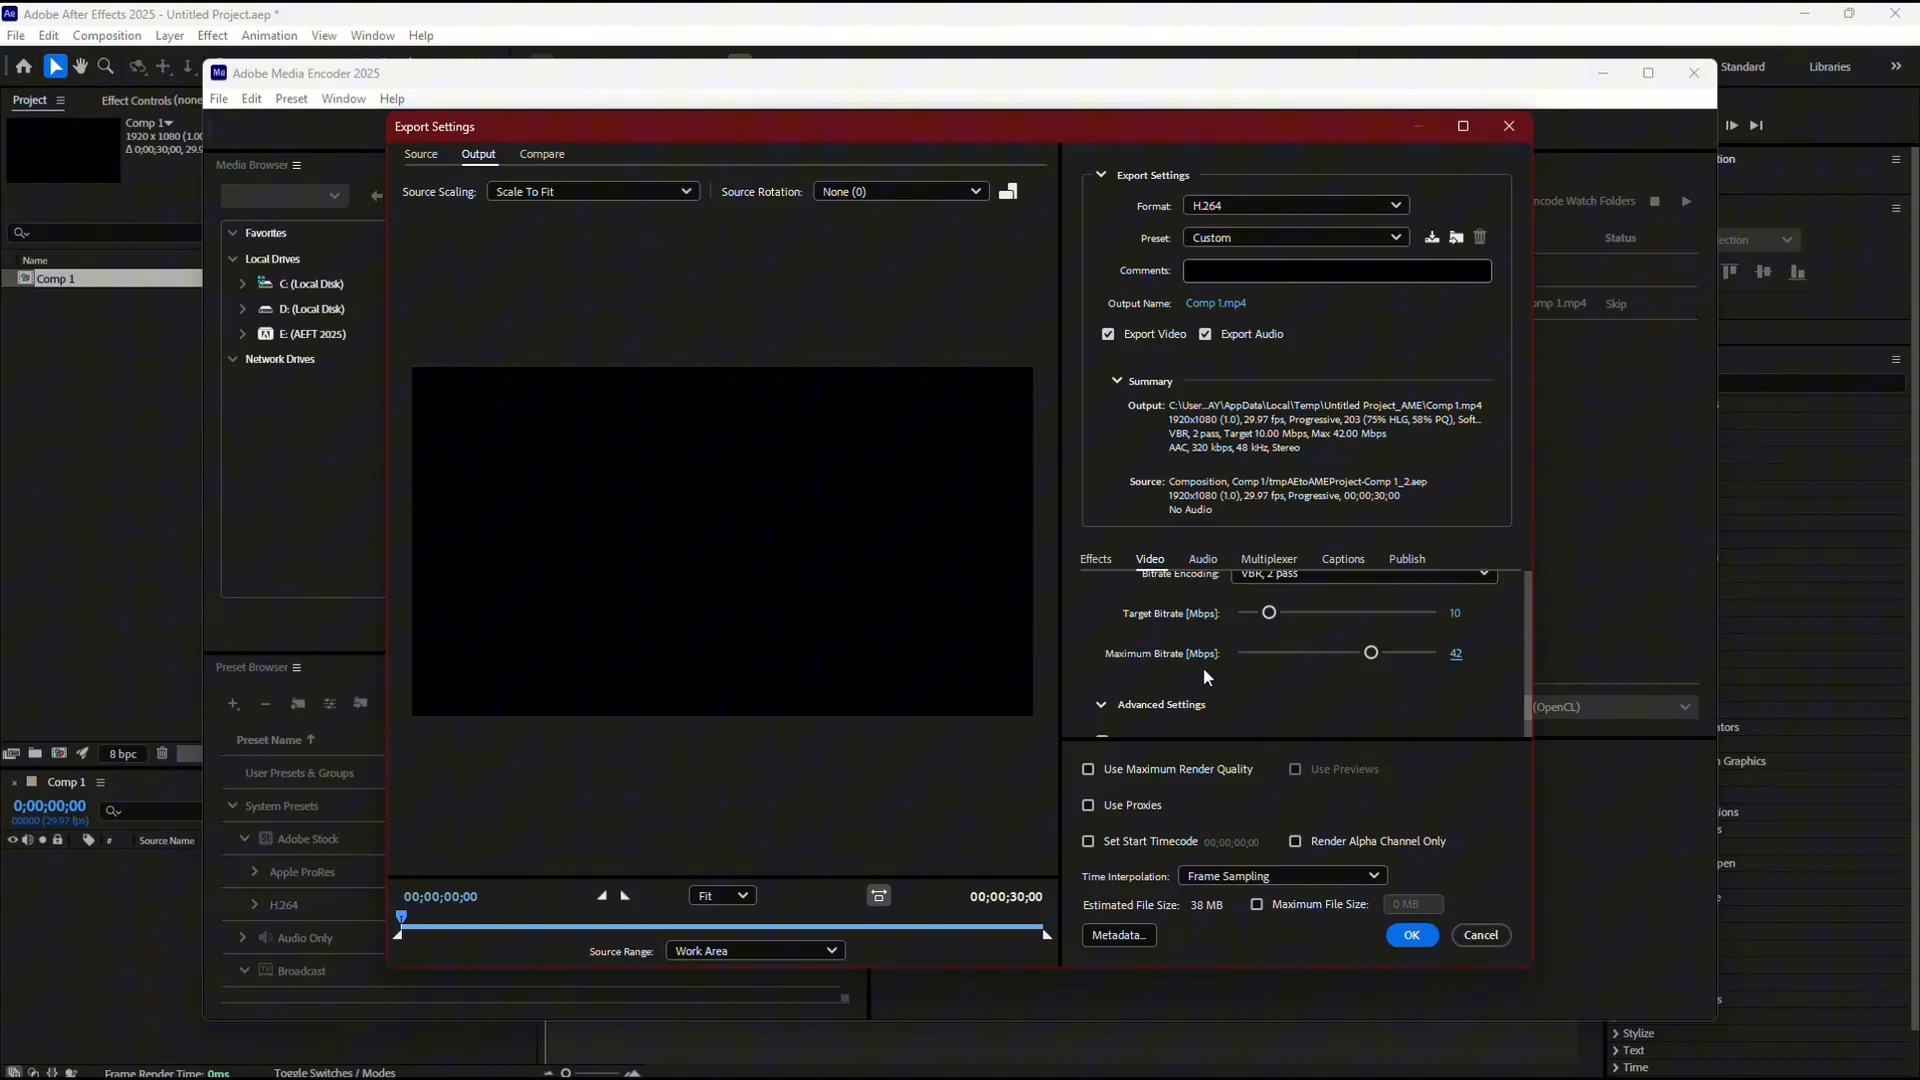 Ae Adobe After Effects 2025 - Untitled Project.aep *
File Edit Composition Layer Effect Animation View Window Help
Standard Libraries
Me Adobe Media Encoder 2025
File Edit Preset Window Help
Project Effect Controls (none
Comp 1
1920 x 1080 (1.00
Δ 0;00;30;00, 29.9
Media Browser
Favorites
Local Drives
C: (Local Disk)
D: (Local Disk)
E: (AEFT 2025)
Network Drives
Name
Comp 1
Preset Browser
Preset Name
User Presets & Groups
System Presets
Adobe Stock
Apple ProRes
H.264
Audio Only
Broadcast
8 bpc
Comp 1
0;00;00;00
00000 (29.97 fps)
# Source Name
Frame Render Time: 0ms Toggle Switches / Modes
Export Settings
Source Output Compare
Source Scaling: Scale To Fit Source Rotation: None (0)
00;00;00;00 Fit 00;00;30;00
Source Range: Work Area
Export Settings
Format: H.264
Preset: Custom
Comments:
Output Name: Comp 1.mp4
Export Video Export Audio
Summary
Output: C:\User...AY\AppData\Local\Temp\Untitled Project_AME\Comp 1.mp4
1920x1080 (1.0), 29.97 fps, Progressive, 203 (75% HLG, 58% PQ), Soft...
VBR, 2 pass, Target 10.00 Mbps, Max 42.00 Mbps
AAC, 320 kbps, 48 kHz, Stereo
Source: Composition, Comp 1/tmpAEtoAMEProject-Comp 1_2.aep
1920x1080 (1.0), 29.97 fps, Progressive, 00;00;30;00
No Audio
Effects Video Audio Multiplexer Captions Publish
Bitrate Encoding: VBR, 2 pass
Target Bitrate [Mbps]: 10
Maximum Bitrate [Mbps]: 42
Advanced Settings
Use Maximum Render Quality Use Previews
Use Proxies
Set Start Timecode 00;00;00;00 Render Alpha Channel Only
Time Interpolation: Frame Sampling
Estimated File Size: 38 MB Maximum File Size: 0 MB
Metadata... OK Cancel
ncode Watch Folders
Status
omp 1.mp4 Skip
(OpenCL)
tion
ection
ators
n Graphics
tions
s
pen
e
s
Stylize
Text
Time